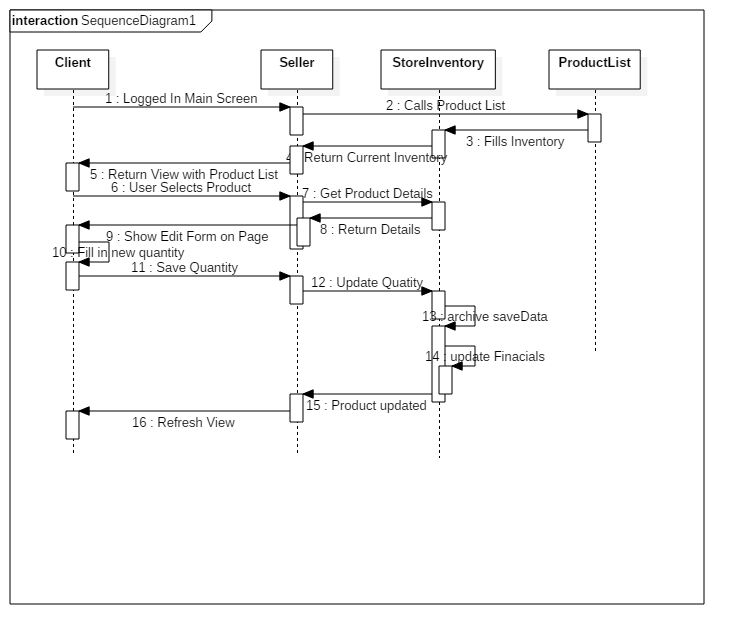 interaction SequenceDiagram1
Client
Seller
StoreInventory
ProductList
1 : Logged In Main Screen
2 : Calls Product List
3 : Fills Inventory
4 : Return Current Inventory
5 : Return View with Product List
6 : User Selects Product
7 : Get Product Details
8 : Return Details
9 : Show Edit Form on Page
10 : Fill in new quantity
11 : Save Quantity
12 : Update Quatity
13 : archive saveData
14 : update Finacials
15 : Product updated
16 : Refresh View